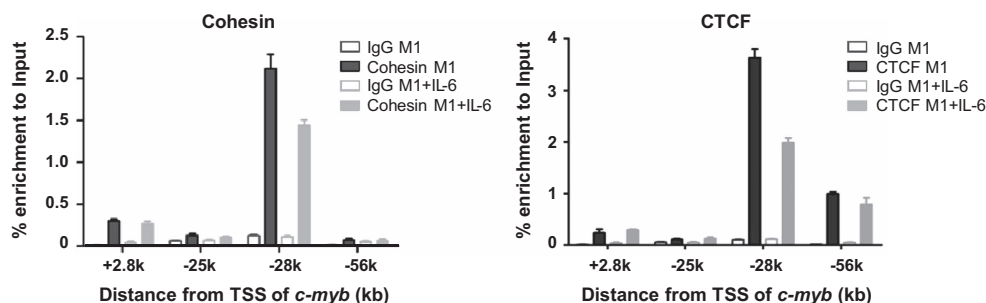 Cohesin
% enrichment to Input
2.5
2.0
1.5
1.0
0.5
0
IgG M1
Cohesin M1
IgG M1+IL-6
Cohesin M1+IL-6
+2.8k -25k -28k -56k
Distance from TSS of c-myb (kb)
CTCF
% enrichment to Input
4
3
2
1
0
IgG M1
CTCF M1
IgG M1+IL-6
CTCF M1+IL-6
+2.8k -25k -28k -56k
Distance from TSS of c-myb (kb)